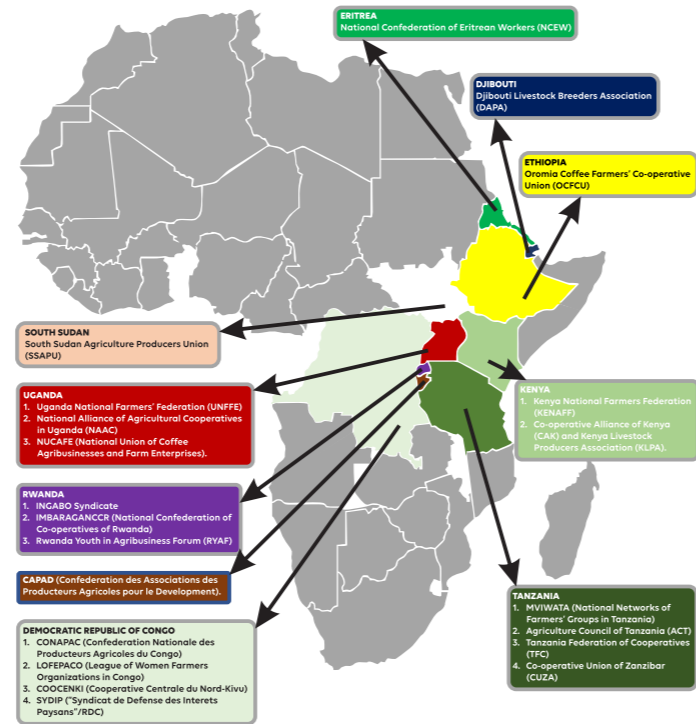 ERITREA
National Confederation of Eritrean Workers (NCEW)
DJIBOUTI
Djibouti Livestock Breeders Association
(DAPA)
ETHIOPIA
Oromia Coffee Farmers' Co-operative
Union (OCFCU)
SOUTH SUDAN
South Sudan Agriculture Producers Union
(SSAPU)
UGANDA
1. Uganda National Farmers' Federation (UNFFE)
2. National Alliance of Agricultural Cooperatives
in Uganda (NAAC)
3. NUCAFE (National Union of Coffee
Agribusinesses and Farm Enterprises).
KENYA
1. Kenya National Farmers Federation
(KENAFF)
2. Co-operative Alliance of Kenya
(CAK) and Kenya Livestock
Producers Association (KLPA).
RWANDA
1. INGABO Syndicate
2. IMBARAGANCCR (National Confederation of
Co-operatives of Rwanda)
3. Rwanda Youth in Agribusiness Forum (RYAF)
CAPAD (Confederation des Associations des
Producteurs Agricoles pour le Development).
DEMOCRATIC REPUBLIC OF CONGO
1. CONAPAC (Confederation Nationale des
Producteurs Agricoles du Congo)
2. LOFEPACO (League of Women Farmers
Organizations in Congo)
3. COOCENKI (Cooperative Centrale du Nord-Kivu)
4. SYDIP ("Syndicat de Defense des Interets
Paysans"/RDC)
TANZANIA
1. MVIWATA (National Networks of
Farmers' Groups in Tanzania)
2. Agriculture Council of Tanzania (ACT)
3. Tanzania Federation of Cooperatives
(TFC)
4. Co-operative Union of Zanzibar
(CUZA)